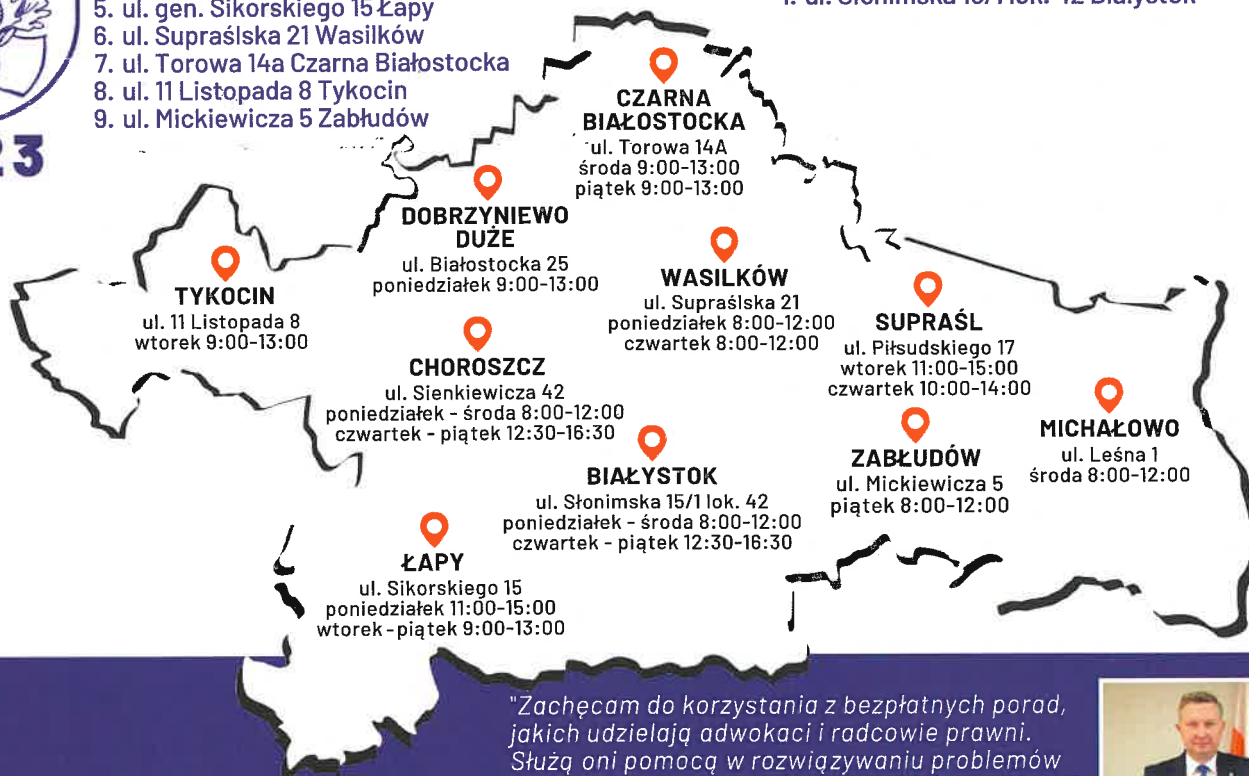 5. ul. gen. Sikorskiego 15 Łapy
6. ul. Supraślska 21 Wasilków
7. ul. Torowa 14a Czarna Białostocka
8. ul. 11 Listopada 8 Tykocin
9. ul. Mickiewicza 5 Zabłudów
23
1. ul. Słonimska 15/1 lok. 42 Białystok
CZARNA
BIAŁOSTOCKA
ul. Torowa 14A
środa 9:00-13:00
piątek 9:00-13:00
DOBRZYNIEWO
DUŻE
ul. Białostocka 25
poniedziałek 9:00-13:00
TYKOCIN
ul. 11 Listopada 8
wtorek 9:00-13:00
WASILKÓW
ul. Supraślska 21
poniedziałek 8:00-12:00
czwartek 8:00-12:00
SUPRAŚL
ul. Piłsudskiego 17
wtorek 11:00-15:00
czwartek 10:00-14:00
CHOROSZCZ
ul. Sienkiewicza 42
poniedziałek - środa 8:00-12:00
czwartek - piątek 12:30-16:30
MICHAŁOWO
ul. Leśna 1
środa 8:00-12:00
ZABŁUDÓW
ul. Mickiewicza 5
piątek 8:00-12:00
BIAŁYSTOK
ul. Słonimska 15/1 lok. 42
poniedziałek - środa 8:00-12:00
czwartek - piątek 12:30-16:30
ŁAPY
ul. Sikorskiego 15
poniedziałek 11:00-15:00
wtorek-piątek 9:00-13:00
"Zachęcam do korzystania z bezpłatnych porad,
jakich udzielają adwokaci i radcowie prawni.
Służą oni pomocą w rozwiązywaniu problemów